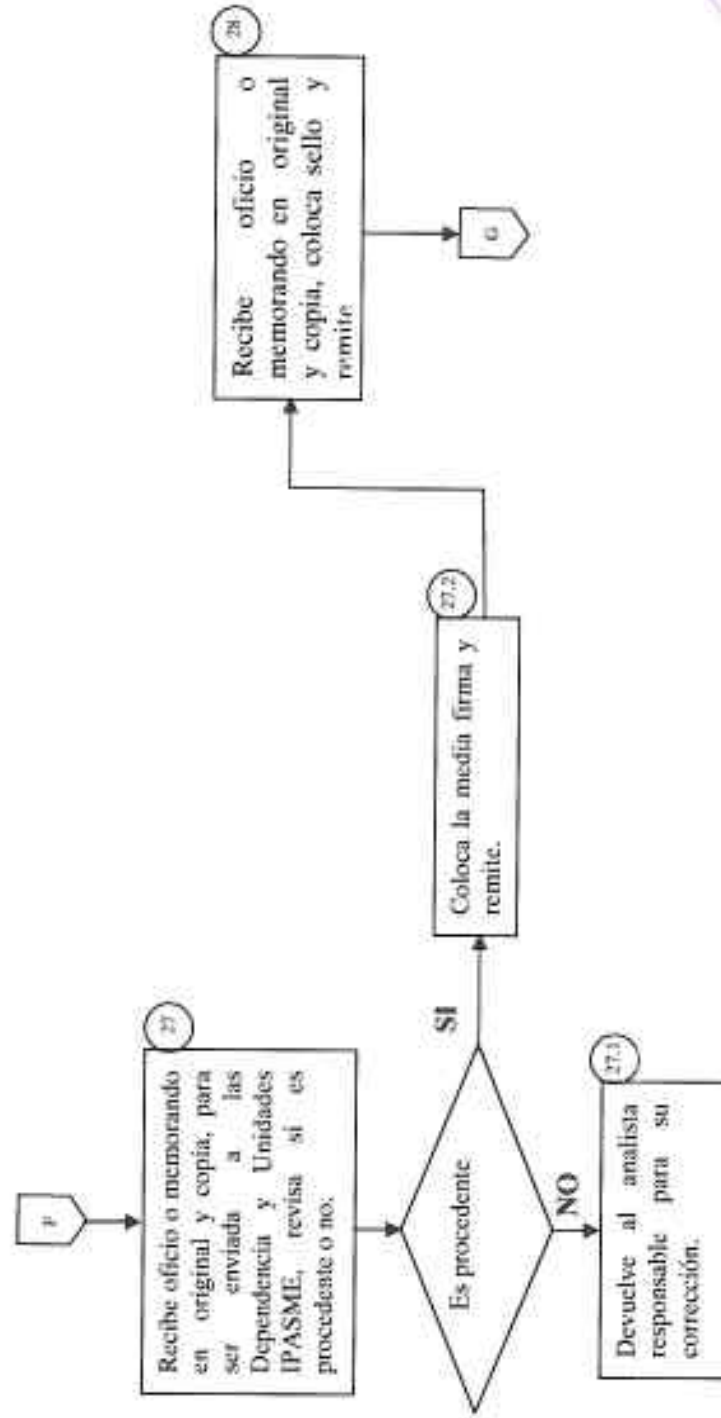 F
27
Recibe oficio o memorando
en original y copia, para
ser enviada a las
Dependencia y Unidades
IPASME, revisa si es
procedente o no.
Es procedente
SI
NO
27.1
Devuelve al analista
responsable para su
corrección.
27.2
Coloca la media firma y
remite.
28
Recibe oficio o
memorando en original
y copia, coloca sello y
remite
G